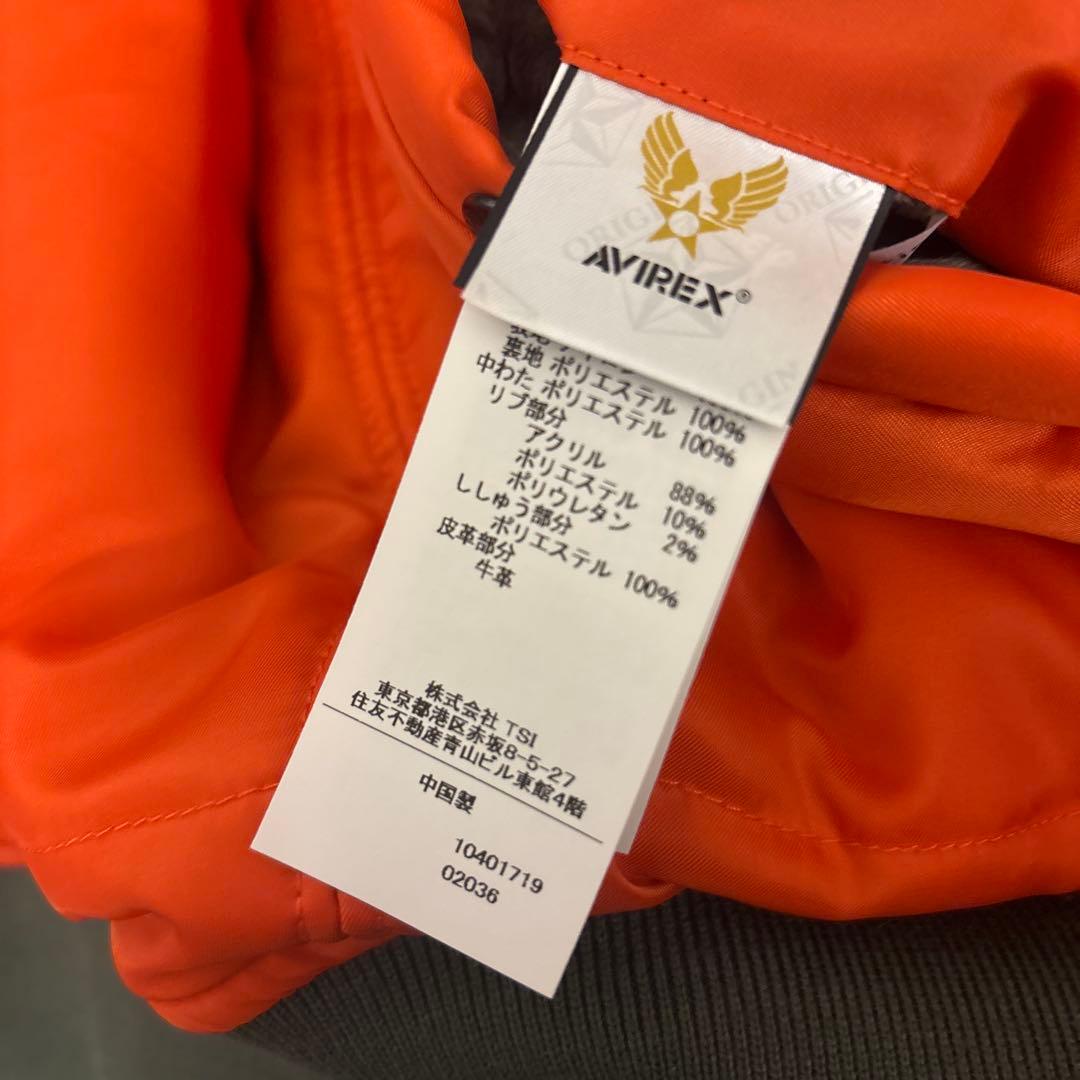 AVIREX®
裏地 ポリエステル 100%
中わた ポリエステル 100%
リブ部分
アクリル 88%
ポリエステル 10%
ポリウレタン 2%
ししゅう部分
ポリエステル 100%
皮革部分
牛革
株式会社 TSI
東京都港区赤坂8-5-27
住友不動産青山ビル東館4階
中国製
10401719
02036